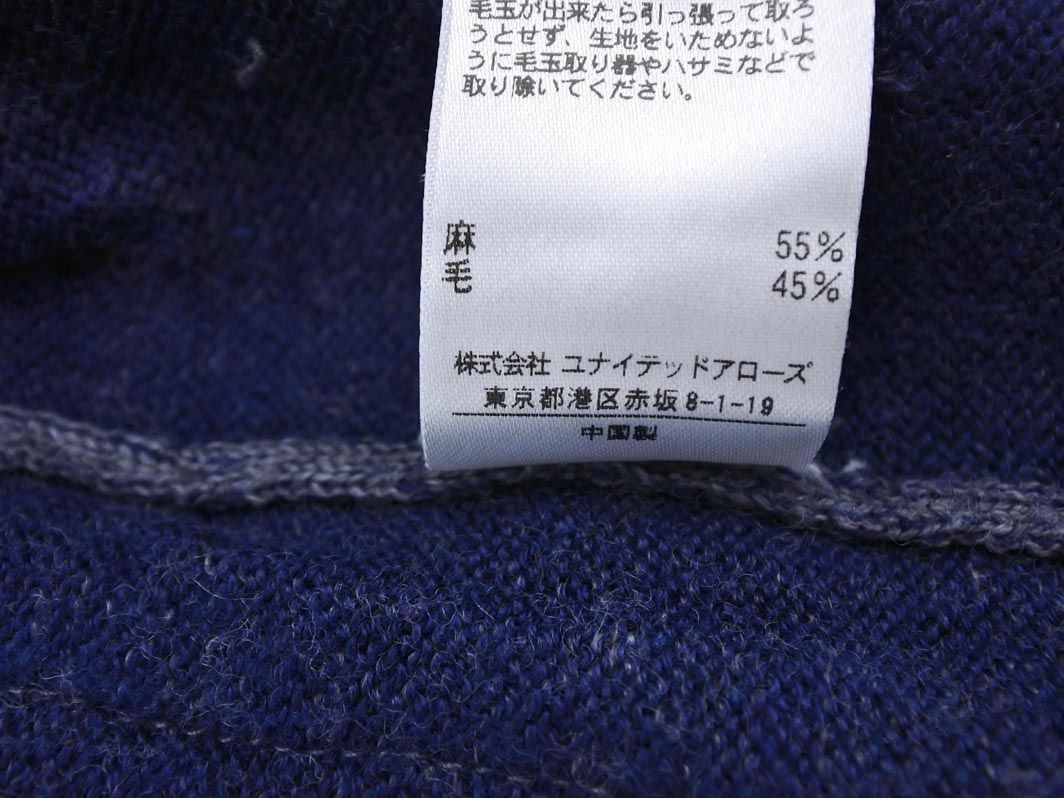 毛玉が出来たら引っ張って取ろ
うとせず、生地をいためないよ
うに毛玉取り器やハサミなどで
取り除いてください。
麻 55%
毛 45%
株式会社 ユナイテッドアローズ
東京都港区赤坂8-1-19
中国製